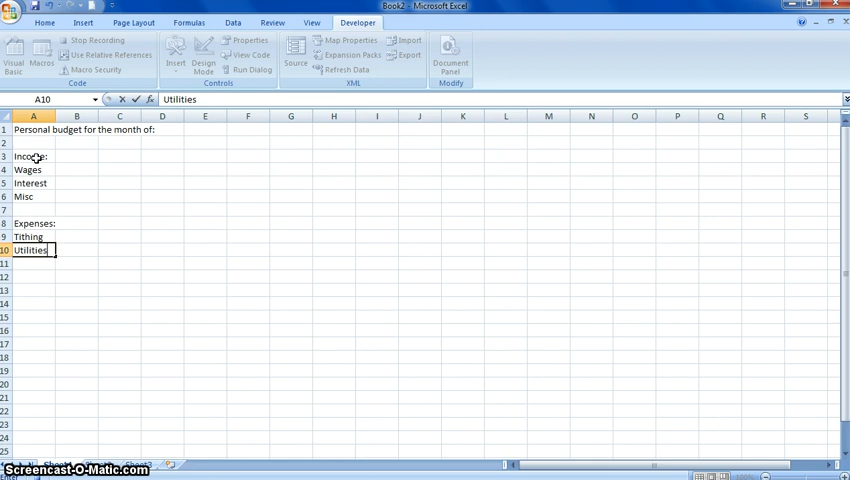 Book2 - Microsoft Excel
Home Insert Page Layout Formulas Data Review View Developer
Visual Basic
Macros
Stop Recording
Use Relative References
Macro Security
Code
Insert
Design Mode
Properties
View Code
Run Dialog
Controls
Source
Map Properties
Expansion Packs
Refresh Data
Import
Export
XML
Document Panel
Modify
A10 fx Utilities
A B C D E F G H I J K L M N O P Q R S
1 Personal budget for the month of:
2
3 Income:
4 Wages
5 Interest
6 Misc
7
8 Expenses:
9 Tithing
10 Utilities
11
12
13
14
15
16
17
18
19
20
21
22
23
24
25
Screencast-O-Matic.com
100%